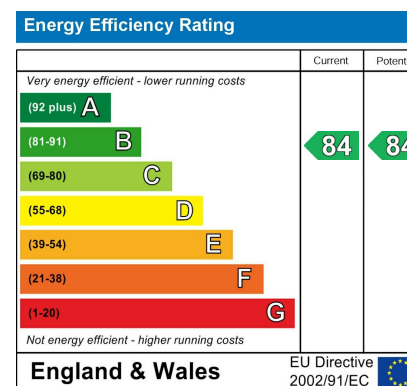 Energy Efficiency Rating
Current Potent
Very energy efficient - lower running costs
(92 plus) A
(81-91) B 84 84
(69-80) C
(55-68) D
(39-54) E
(21-38) F
(1-20) G
Not energy efficient - higher running costs
England & Wales
EU Directive
2002/91/EC